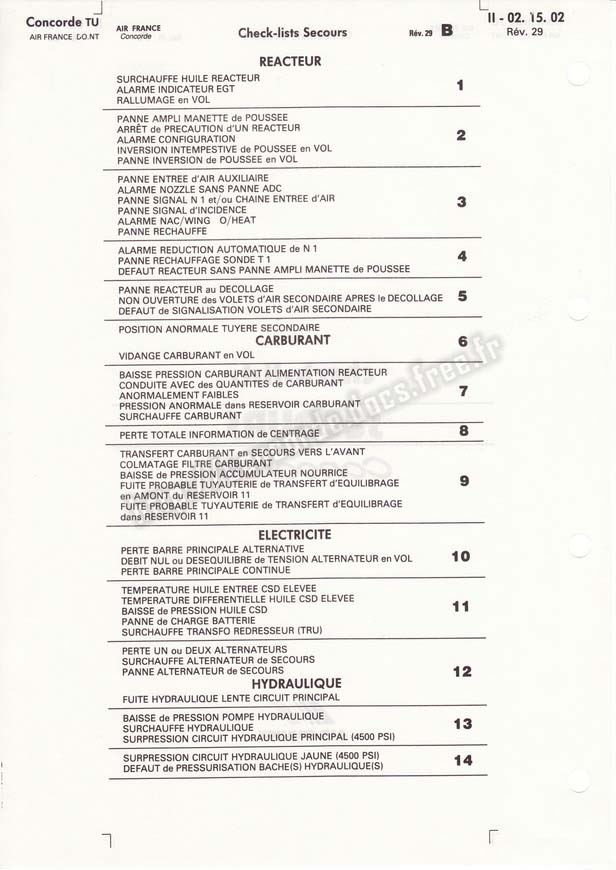 Concorde TU
AIR FRANCE DO.NT
AIR FRANCE
Concorde
Check-lists Secours
Rév. 29 B
II - 02. 15. 02
Rév. 29
REACTEUR
SURCHAUFFE HUILE REACTEUR
ALARME INDICATEUR EGT
RALLUMAGE en VOL
1
PANNE AMPLI MANETTE de POUSSEE
ARRÊT de PRECAUTION d'UN REACTEUR
ALARME CONFIGURATION
INVERSION INTEMPESTIVE de POUSSEE en VOL
PANNE INVERSION de POUSSEE en VOL
2
PANNE ENTREE d'AIR AUXILIAIRE
ALARME NOZZLE SANS PANNE ADC
PANNE SIGNAL N 1 et/ou CHAINE ENTREE d'AIR
PANNE SIGNAL d'INCIDENCE
ALARME NAC/WING O/HEAT
PANNE RECHAUFFE
3
ALARME REDUCTION AUTOMATIQUE de N 1
PANNE RECHAUFFAGE SONDE T 1
DEFAUT REACTEUR SANS PANNE AMPLI MANETTE de POUSSEE
4
PANNE REACTEUR au DECOLLAGE
NON OUVERTURE des VOLETS d'AIR SECONDAIRE APRES le DECOLLAGE
DEFAUT de SIGNALISATION VOLETS d'AIR SECONDAIRE
5
POSITION ANORMALE TUYERE SECONDAIRE
CARBURANT
VIDANGE CARBURANT en VOL
6
BAISSE PRESSION CARBURANT ALIMENTATION REACTEUR
CONDUITE AVEC des QUANTITES de CARBURANT
ANORMALEMENT FAIBLES
PRESSION ANORMALE dans RESERVOIR CARBURANT
SURCHAUFFE CARBURANT
7
PERTE TOTALE INFORMATION de CENTRAGE
8
TRANSFERT CARBURANT en SECOURS VERS L'AVANT
COLMATAGE FILTRE CARBURANT
BAISSE de PRESSION ACCUMULATEUR NOURRICE
FUITE PROBABLE TUYAUTERIE de TRANSFERT d'EQUILIBRAGE
en AMONT du RESERVOIR 11
FUITE PROBABLE TUYAUTERIE de TRANSFERT d'EQUILIBRAGE
dans RESERVOIR 11
9
ELECTRICITE
PERTE BARRE PRINCIPALE ALTERNATIVE
DEBIT NUL ou DESEQUILIBRE de TENSION ALTERNATEUR en VOL
PERTE BARRE PRINCIPALE CONTINUE
10
TEMPERATURE HUILE ENTREE CSD ELEVEE
TEMPERATURE DIFFERENTIELLE HUILE CSD ELEVEE
BAISSE de PRESSION HUILE CSD
PANNE de CHARGE BATTERIE
SURCHAUFFE TRANSFO REDRESSEUR (TRU)
11
PERTE UN ou DEUX ALTERNATEURS
SURCHAUFFE ALTERNATEUR de SECOURS
PANNE ALTERNATEUR de SECOURS
12
HYDRAULIQUE
FUITE HYDRAULIQUE LENTE CIRCUIT PRINCIPAL
BAISSE de PRESSION POMPE HYDRAULIQUE
SURCHAUFFE HYDRAULIQUE
SURPRESSION CIRCUIT HYDRAULIQUE PRINCIPAL (4500 PSI)
13
SURPRESSION CIRCUIT HYDRAULIQUE JAUNE (4500 PSI)
DEFAUT de PRESSURISATION BACHE(S) HYDRAULIQUE(S)
14